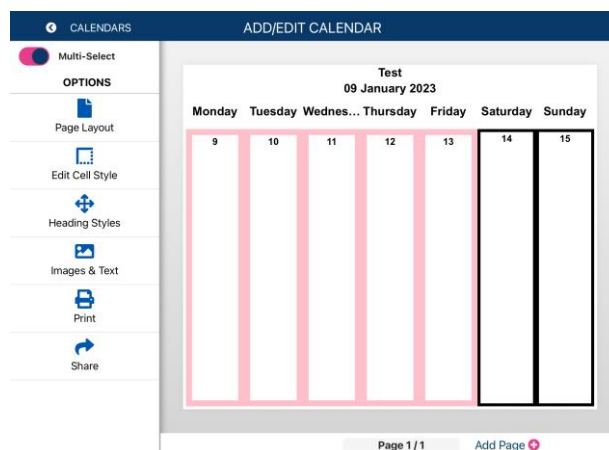 CALENDARS
ADD/EDIT CALENDAR
Multi-Select
OPTIONS
Page Layout
Edit Cell Style
Heading Styles
Images & Text
Print
Share
Test
09 January 2023
Monday Tuesday Wednes... Thursday Friday Saturday Sunday
9 10 11 12 13 14 15
Page 1 / 1
Add Page